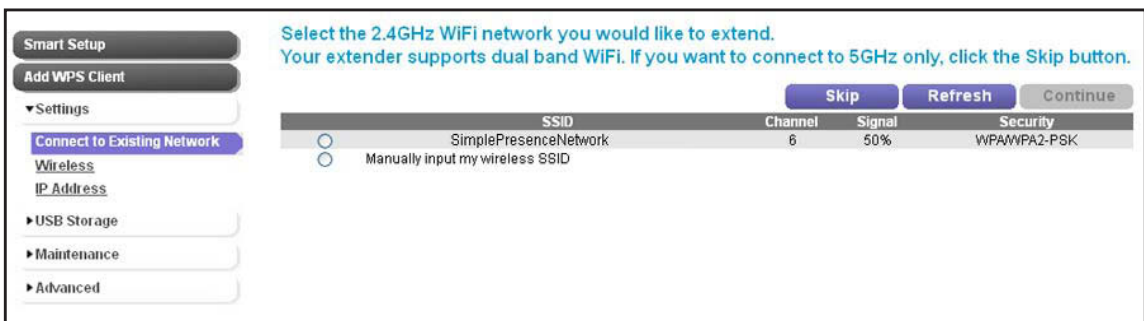 Smart Setup
Add WPS Client
▼Settings
Connect to Existing Network
Wireless
IP Address
▶USB Storage
▶Maintenance
▶Advanced
Select the 2.4GHz WiFi network you would like to extend.
Your extender supports dual band WiFi. If you want to connect to 5GHz only, click the Skip button.
Skip Refresh Continue
SSID Channel Signal Security
SimplePresenceNetwork 6 50% WPA/WPA2-PSK
Manually input my wireless SSID